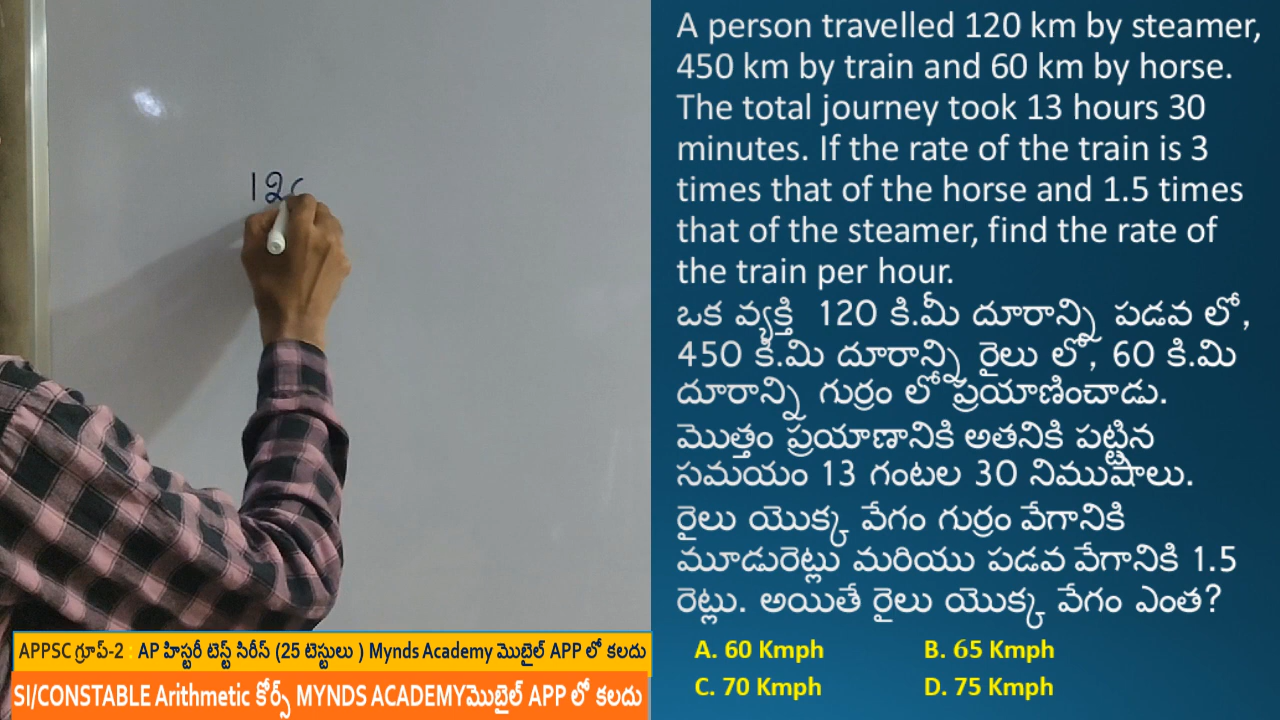 120
A person travelled 120 km by steamer,
450 km by train and 60 km by horse.
The total journey took 13 hours 30
minutes. If the rate of the train is 3
times that of the horse and 1.5 times
that of the steamer, find the rate of
the train per hour.
ఒక వ్యక్తి 120 కి.మీ దూరాన్ని పడవ లో,
450 కి.మి దూరాన్ని రైలు లో, 60 కి.మి
దూరాన్ని గుర్రం లో ప్రయాణించాడు.
మొత్తం ప్రయాణానికి అతనికి పట్టిన
సమయం 13 గంటల 30 నిముషాలు.
రైలు యొక్క వేగం గుర్రం వేగానికి
మూడురెట్లు మరియు పడవ వేగానికి 1.5
రెట్లు. అయితే రైలు యొక్క వేగం ఎంత?
A. 60 Kmph B. 65 Kmph
C. 70 Kmph D. 75 Kmph
APPSC గ్రూప్-2 : AP హిస్టరీ టెస్ట్ సిరీస్ (25 టెస్టులు ) Mynds Academy మొబైల్ APP లో కలదు
SI/CONSTABLE Arithmetic కోర్స్ MYNDS ACADEMYమొబైల్ APP లో కలదు